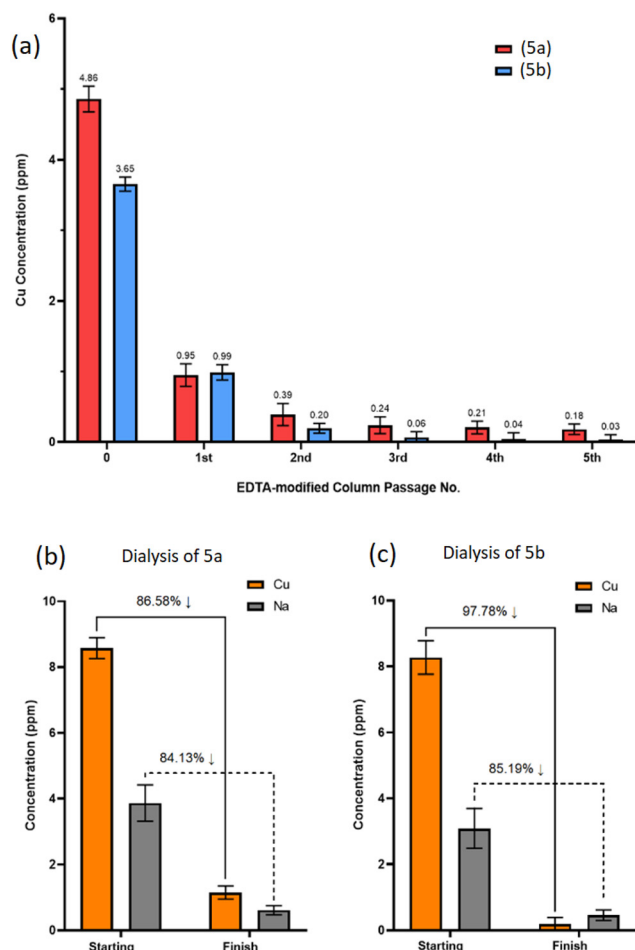 (a)
6
(5a)
(5b)
4.86
4
3.65
Cu Concentration (ppm)
2
0.95
0.99
0.39
0.20
0.24
0.06
0.21
0.04
0.18
0.03
0
0 1st 2nd 3rd 4th 5th
EDTA-modified Column Passage No.
(b) Dialysis of 5a
Cu
Na
10
86.58% ↓
8
6
84.13% ↓
4
2
0
Concentration (ppm)
Starting Finish
(c) Dialysis of 5b
Cu
Na
10
97.78% ↓
8
6
85.19% ↓
4
2
0
Concentration (ppm)
Starting Finish